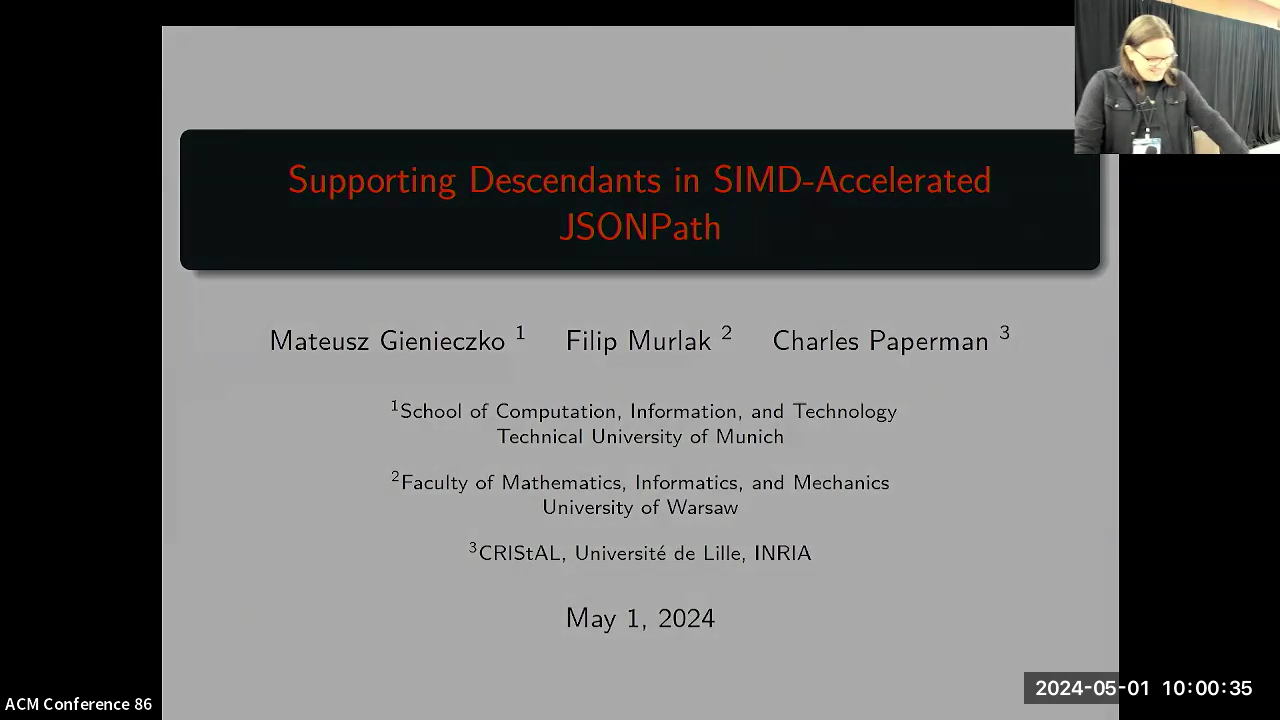 Supporting Descendants in SIMD-Accelerated
JSONPath
Mateusz Gienieczko 1 Filip Murlak 2 Charles Paperman 3
1School of Computation, Information, and Technology
Technical University of Munich
2Faculty of Mathematics, Informatics, and Mechanics
University of Warsaw
3CRIStAL, Université de Lille, INRIA
May 1, 2024
ACM Conference 86
2024-05-01 10:00:35